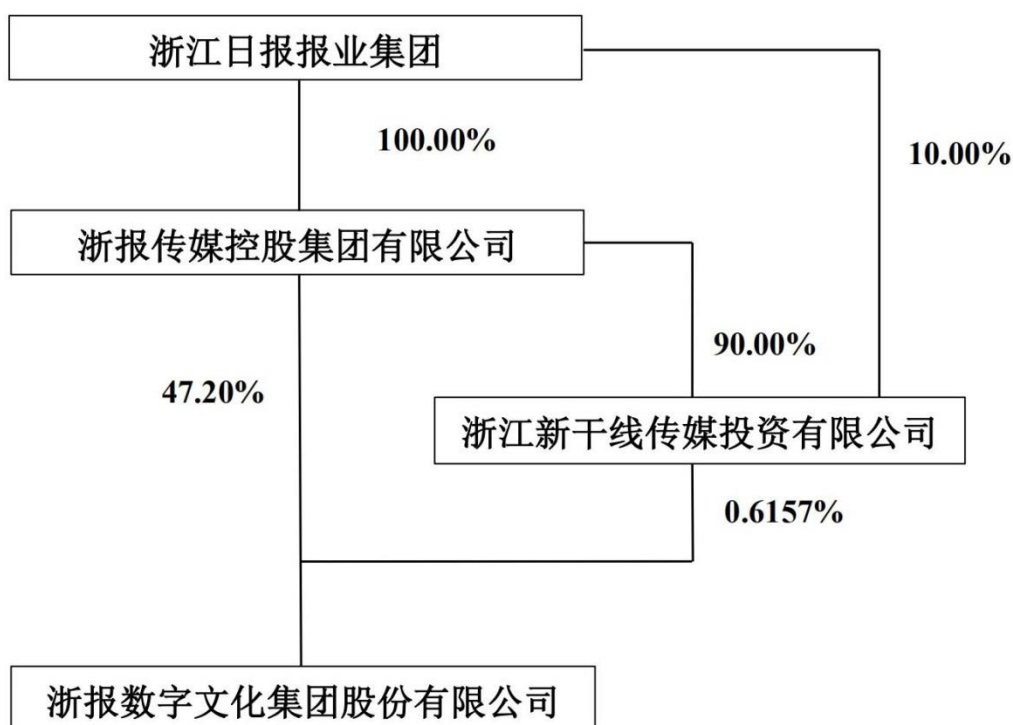 浙江日报报业集团
100.00%
10.00%
浙报传媒控股集团有限公司
90.00%
47.20%
浙江新干线传媒投资有限公司
0.6157%
浙报数字文化集团股份有限公司